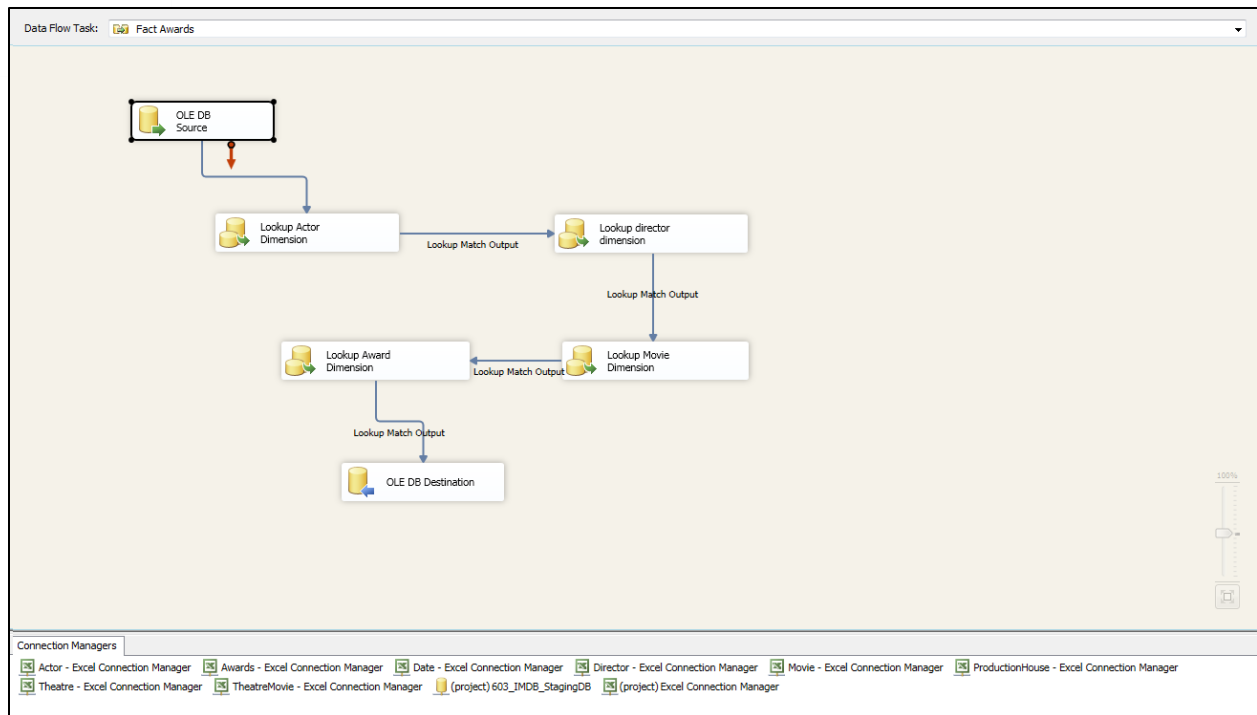 Data Flow Task: Fact Awards
OLE DB
Source
Lookup Actor
Dimension
Lookup Match Output
Lookup director
dimension
Lookup Match Output
Lookup Award
Dimension
Lookup Match Output
Lookup Movie
Dimension
Lookup Match Output
OLE DB Destination
100%
Connection Managers
Actor - Excel Connection Manager Awards - Excel Connection Manager Date - Excel Connection Manager Director - Excel Connection Manager Movie - Excel Connection Manager ProductionHouse - Excel Connection Manager
Theatre - Excel Connection Manager TheatreMovie - Excel Connection Manager (project) 603_IMDB_StagingDB (project) Excel Connection Manager